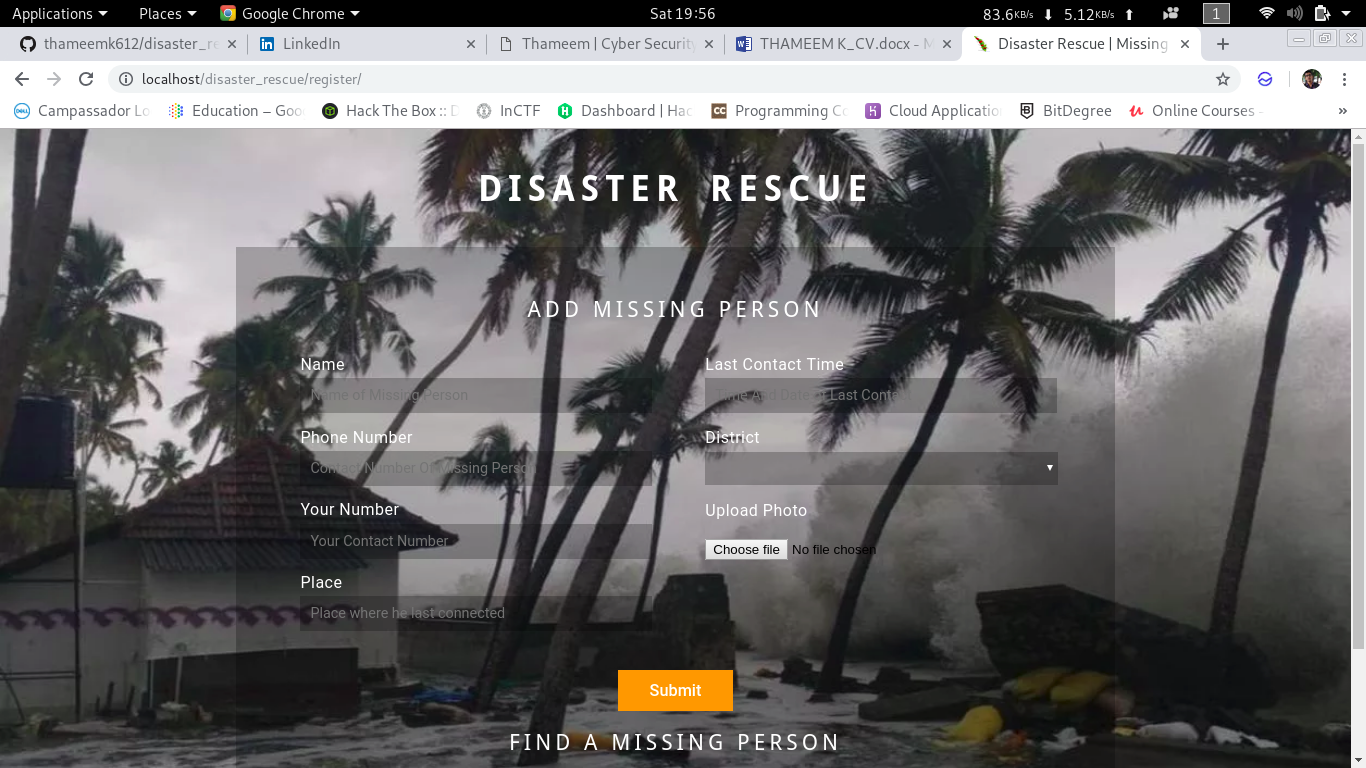 Applications Places Google Chrome Sat 19:56 83.6KB/s 5.12KB/s 1
thameemk612/disaster_re LinkedIn Thameem | Cyber Security THAMEEM K_CV.docx - M Disaster Rescue | Missing
localhost/disaster_rescue/register/
Campassador Lo Education – Goo Hack The Box :: D InCTF Dashboard | Hac Programming Co Cloud Application BitDegree Online Courses - »
DISASTER RESCUE
ADD MISSING PERSON
Name
Name of Missing Person
Phone Number
Contact Number Of Missing Person
Your Number
Your Contact Number
Place
Place where he last connected
Last Contact Time
Time And Date of Last Contact
District
Upload Photo
Choose file No file chosen
Submit
FIND A MISSING PERSON